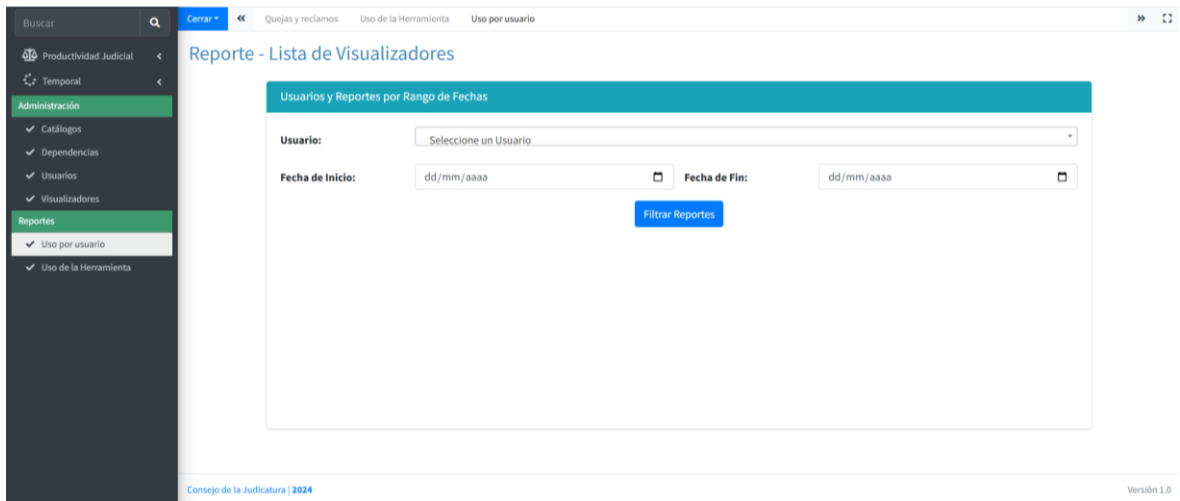 Buscar
Productividad Judicial
Temporal
Administración
Catálogos
Dependencias
Usuarios
Visualizadores
Reportes
Uso por usuario
Uso de la Herramienta
Cerrar
Quejas y reclamos
Uso de la Herramienta
Uso por usuario
Reporte - Lista de Visualizadores
Usuarios y Reportes por Rango de Fechas
Usuario:
Seleccione un Usuario
Fecha de Inicio:
dd/mm/aaaa
Fecha de Fin:
dd/mm/aaaa
Filtrar Reportes
Consejo de la Judicatura | 2024
Versión 1.0